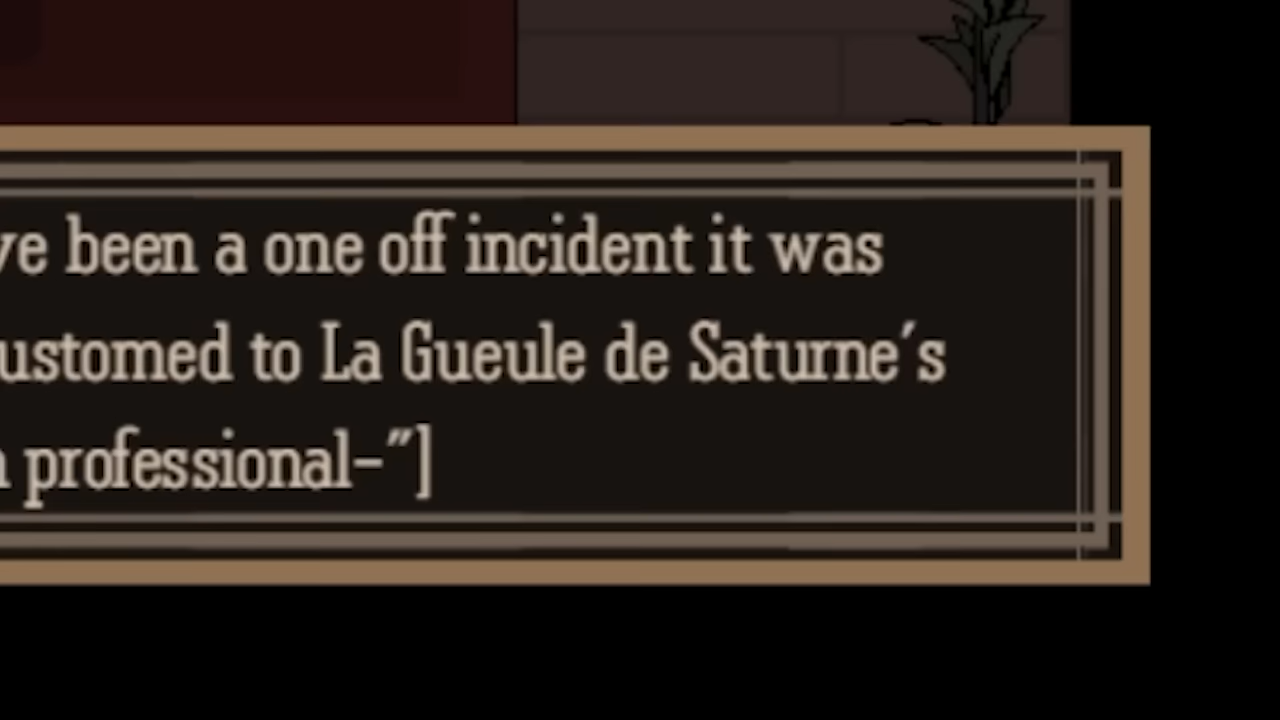 ve been a one off incident it was
ustomed to La Gueule de Saturne's
professional-"]